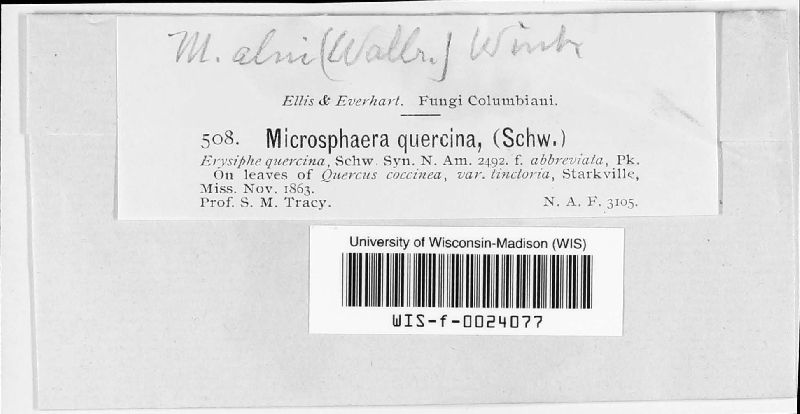 M. alni (Wallr.) Wint.
Ellis & Everhart. Fungi Columbiani.
508. Microsphaera quercina, (Schw.)
Erysiphe quercina, Schw. Syn. N. Am. 2492. f. abbreviata, Pk.
On leaves of Quercus coccinea, var. tinctoria, Starkville,
Miss. Nov. 1863.
Prof. S. M. Tracy. N. A. F. 3105.
University of Wisconsin-Madison (WIS)
WIS-f-0024077